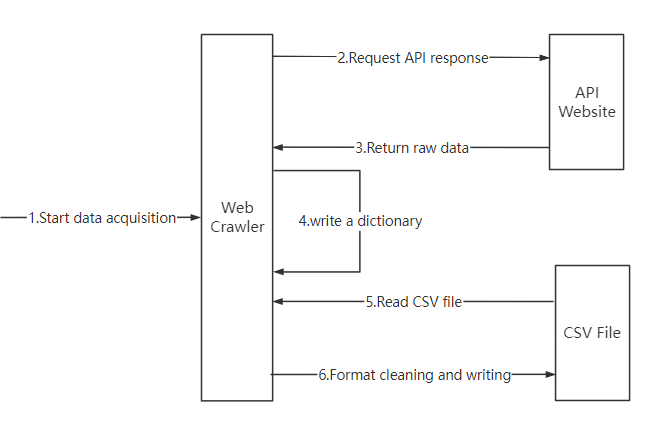 2.Request API response
API
Website
3.Return raw data
Web
Crawler
1.Start data acquisition
4.write a dictionary
5.Read CSV file
CSV File
6.Format cleaning and writing